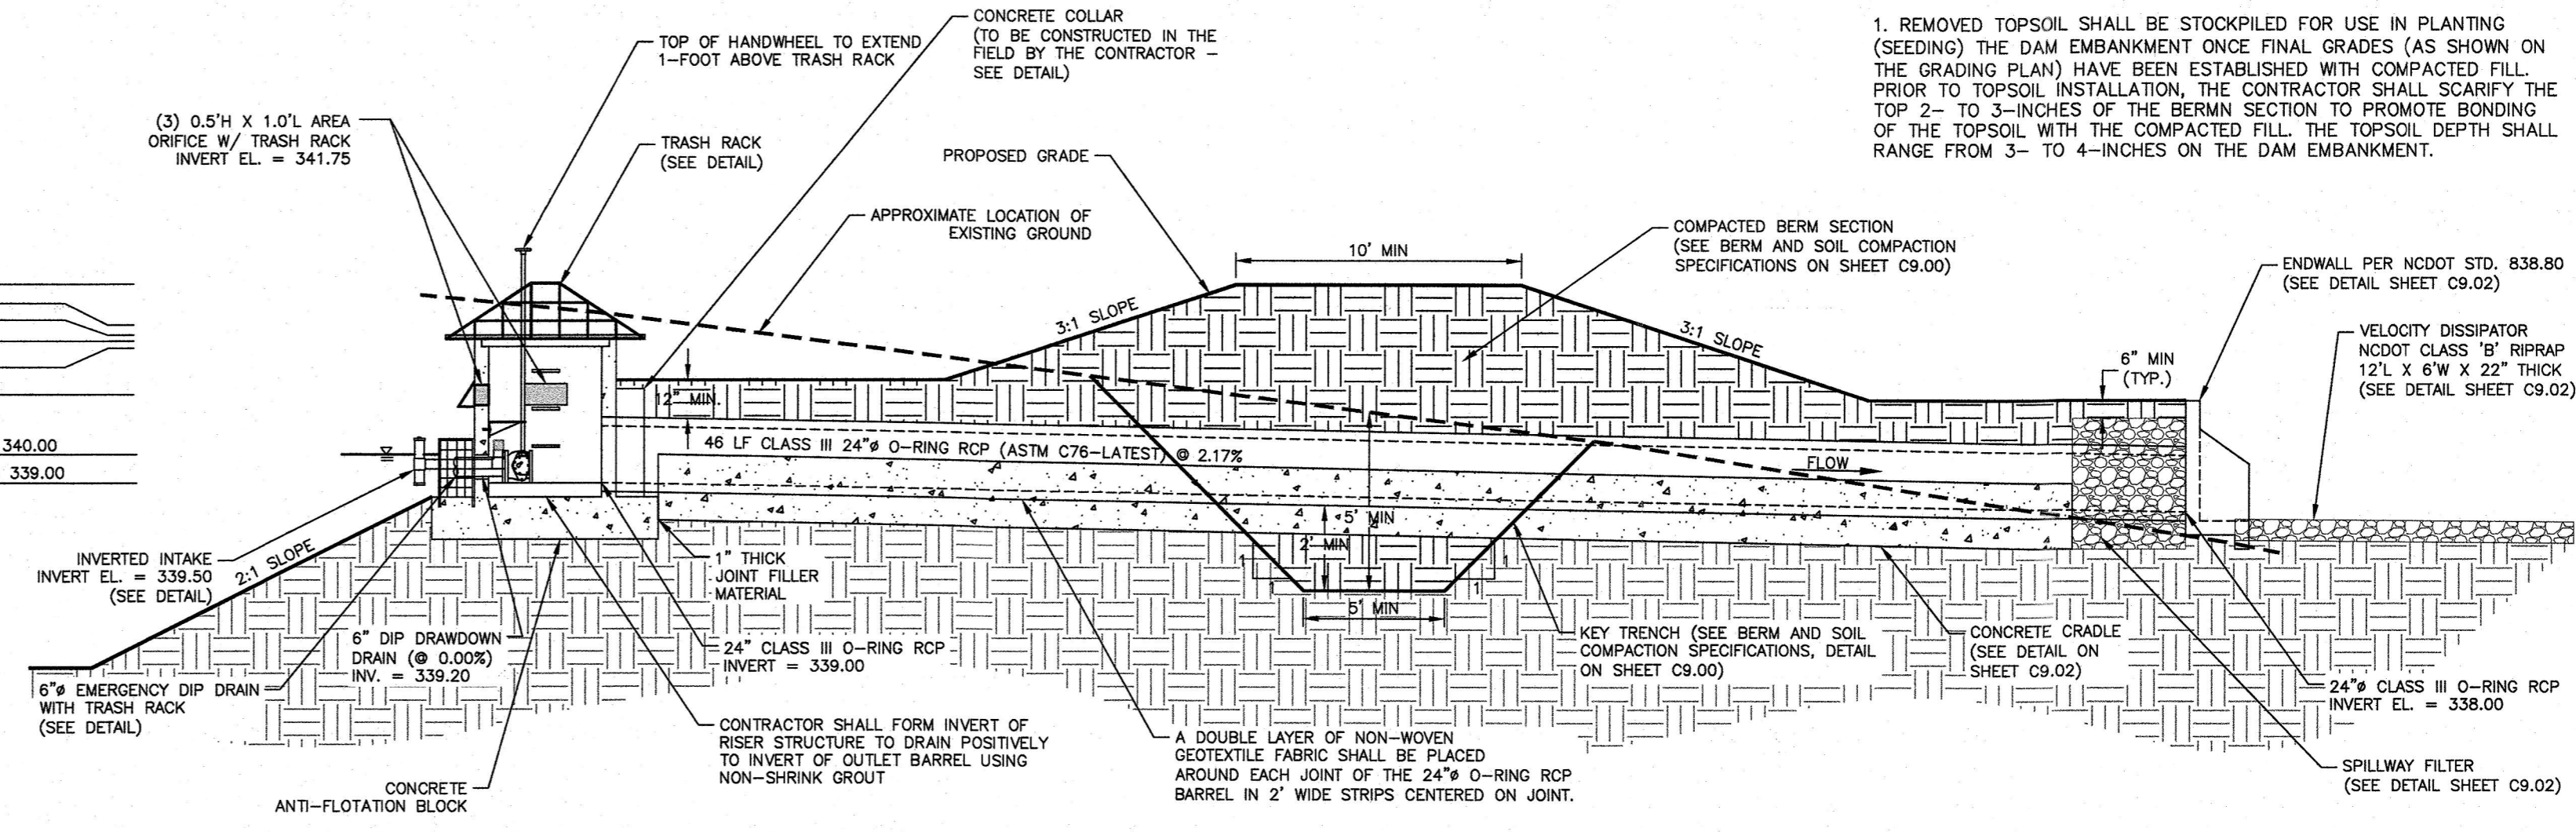 CONCRETE COLLAR
(TO BE CONSTRUCTED IN THE
FIELD BY THE CONTRACTOR –
SEE DETAIL)
TOP OF HANDWHEEL TO EXTEND
1-FOOT ABOVE TRASH RACK
1. REMOVED TOPSOIL SHALL BE STOCKPILED FOR USE IN PLANTING
(SEEDING) THE DAM EMBANKMENT ONCE FINAL GRADES (AS SHOWN ON
THE GRADING PLAN) HAVE BEEN ESTABLISHED WITH COMPACTED FILL.
PRIOR TO TOPSOIL INSTALLATION, THE CONTRACTOR SHALL SCARIFY THE
TOP 2- TO 3-INCHES OF THE BERMN SECTION TO PROMOTE BONDING
OF THE TOPSOIL WITH THE COMPACTED FILL. THE TOPSOIL DEPTH SHALL
RANGE FROM 3- TO 4-INCHES ON THE DAM EMBANKMENT.
(3) 0.5'H X 1.0'L AREA
ORIFICE W/ TRASH RACK
INVERT EL. = 341.75
TRASH RACK
(SEE DETAIL)
PROPOSED GRADE
APPROXIMATE LOCATION OF
EXISTING GROUND
10' MIN
COMPACTED BERM SECTION
(SEE BERM AND SOIL COMPACTION
SPECIFICATIONS ON SHEET C9.00)
ENDWALL PER NCDOT STD. 838.80
(SEE DETAIL SHEET C9.02)
3:1 SLOPE
3:1 SLOPE
VELOCITY DISSIPATOR
NCDOT CLASS 'B' RIPRAP
12'L X 6'W X 22" THICK
(SEE DETAIL SHEET C9.02)
6" MIN
(TYP.)
12" MIN.
340.00
339.00
46 LF CLASS III 24"ø O-RING RCP (ASTM C76-LATEST) @ 2.17%
FLOW
5' MIN
2' MIN
1
1
1
1
5' MIN
INVERTED INTAKE
INVERT EL. = 339.50
(SEE DETAIL)
2:1 SLOPE
1" THICK
JOINT FILLER
MATERIAL
6" DIP DRAWDOWN
DRAIN (@ 0.00%)
INV. = 339.20
24" CLASS III O-RING RCP
INVERT = 339.00
KEY TRENCH (SEE BERM AND SOIL
COMPACTION SPECIFICATIONS, DETAIL
ON SHEET C9.00)
CONCRETE CRADLE
(SEE DETAIL ON
SHEET C9.02)
6"ø EMERGENCY DIP DRAIN
WITH TRASH RACK
(SEE DETAIL)
24"ø CLASS III O-RING RCP
INVERT EL. = 338.00
CONTRACTOR SHALL FORM INVERT OF
RISER STRUCTURE TO DRAIN POSITIVELY
TO INVERT OF OUTLET BARREL USING
NON-SHRINK GROUT
A DOUBLE LAYER OF NON-WOVEN
GEOTEXTILE FABRIC SHALL BE PLACED
AROUND EACH JOINT OF THE 24"ø O-RING RCP
BARREL IN 2' WIDE STRIPS CENTERED ON JOINT.
CONCRETE
ANTI-FLOTATION BLOCK
SPILLWAY FILTER
(SEE DETAIL SHEET C9.02)